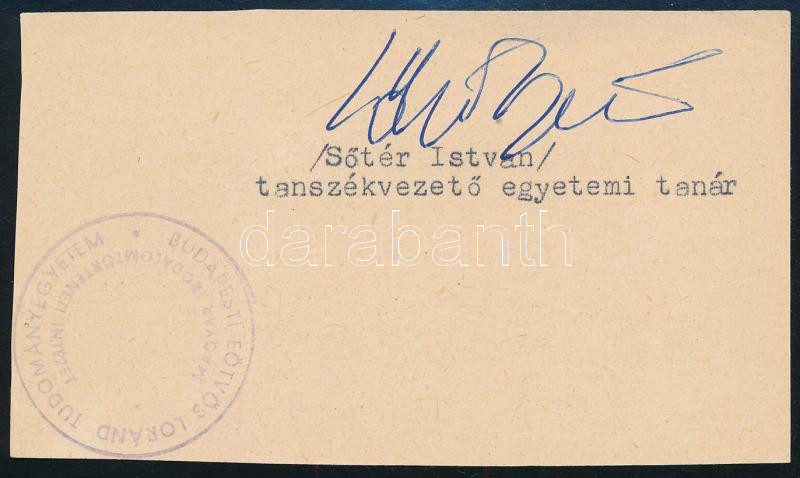 /Sőtér István/
tanszékvezető egyetemi tanár
darabanth
BUDAPESTI EÖTVÖS LORÁND TUDOMÁNYEGYETEM •
MAGYAR IRODALOMTÖRTÉNETI INTÉZET